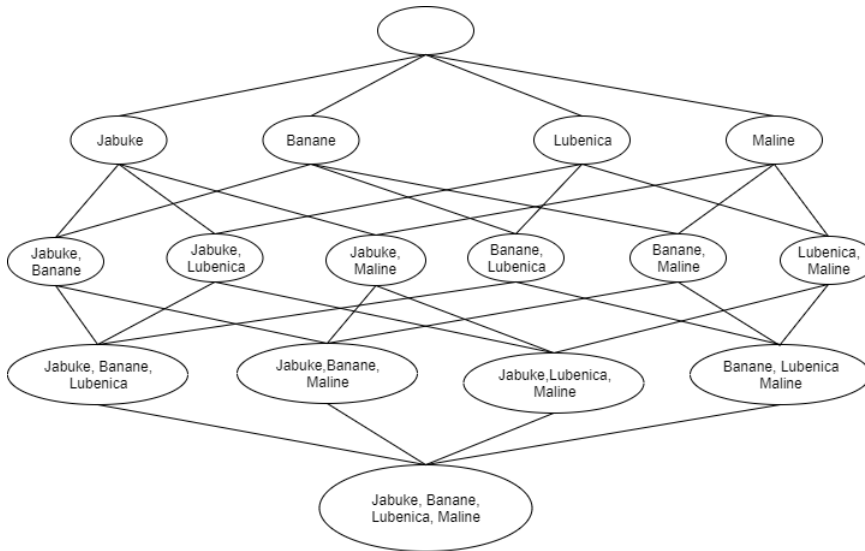 Jabuke
Banane
Lubenica
Maline
Jabuke,
Banane
Jabuke,
Lubenica
Jabuke,
Maline
Banane,
Lubenica
Banane,
Maline
Lubenica,
Maline
Jabuke, Banane,
Lubenica
Jabuke,Banane,
Maline
Jabuke,Lubenica,
Maline
Banane, Lubenica
Maline
Jabuke, Banane,
Lubenica, Maline